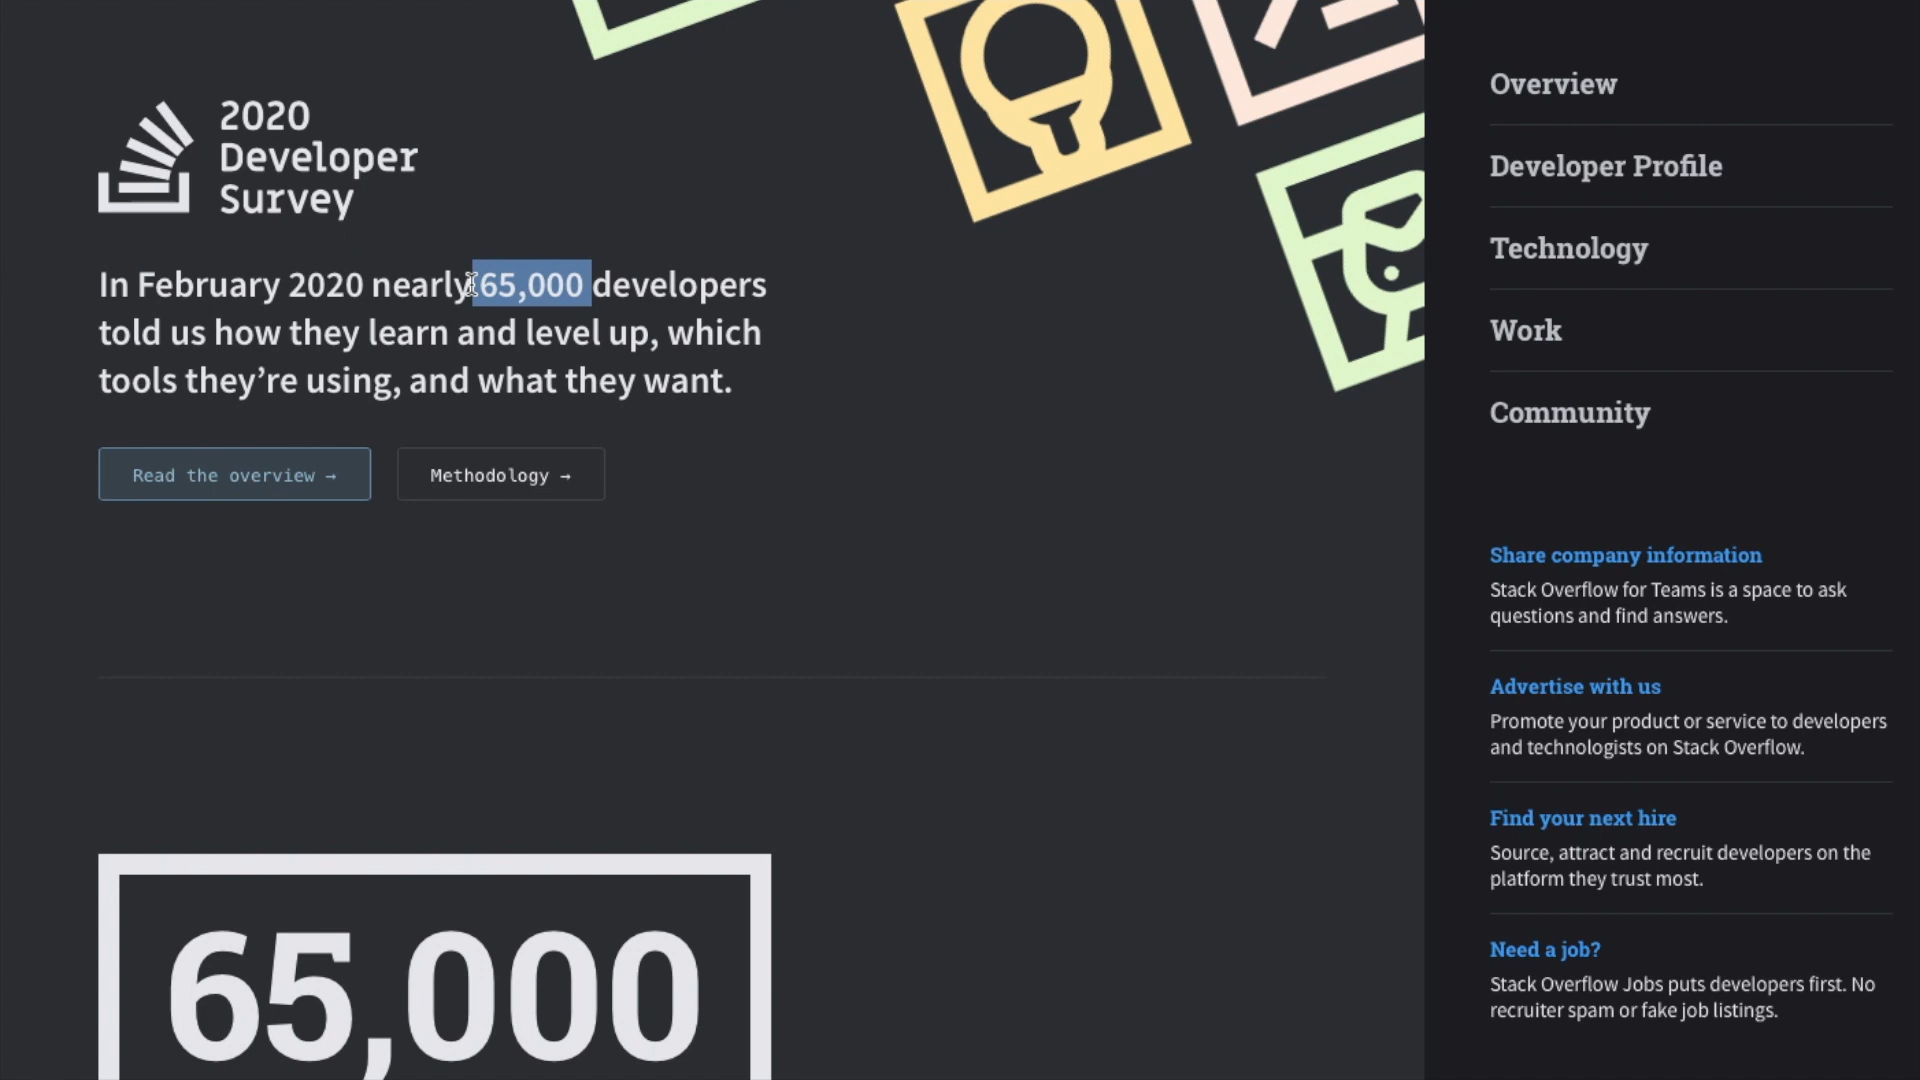 2020
Developer
Survey
In February 2020 nearly 65,000 developers
told us how they learn and level up, which
tools they’re using, and what they want.
Read the overview →
Methodology →
65,000
Overview
Developer Profile
Technology
Work
Community
Share company information
Stack Overflow for Teams is a space to ask
questions and find answers.
Advertise with us
Promote your product or service to developers
and technologists on Stack Overflow.
Find your next hire
Source, attract and recruit developers on the
platform they trust most.
Need a job?
Stack Overflow Jobs puts developers first. No
recruiter spam or fake job listings.